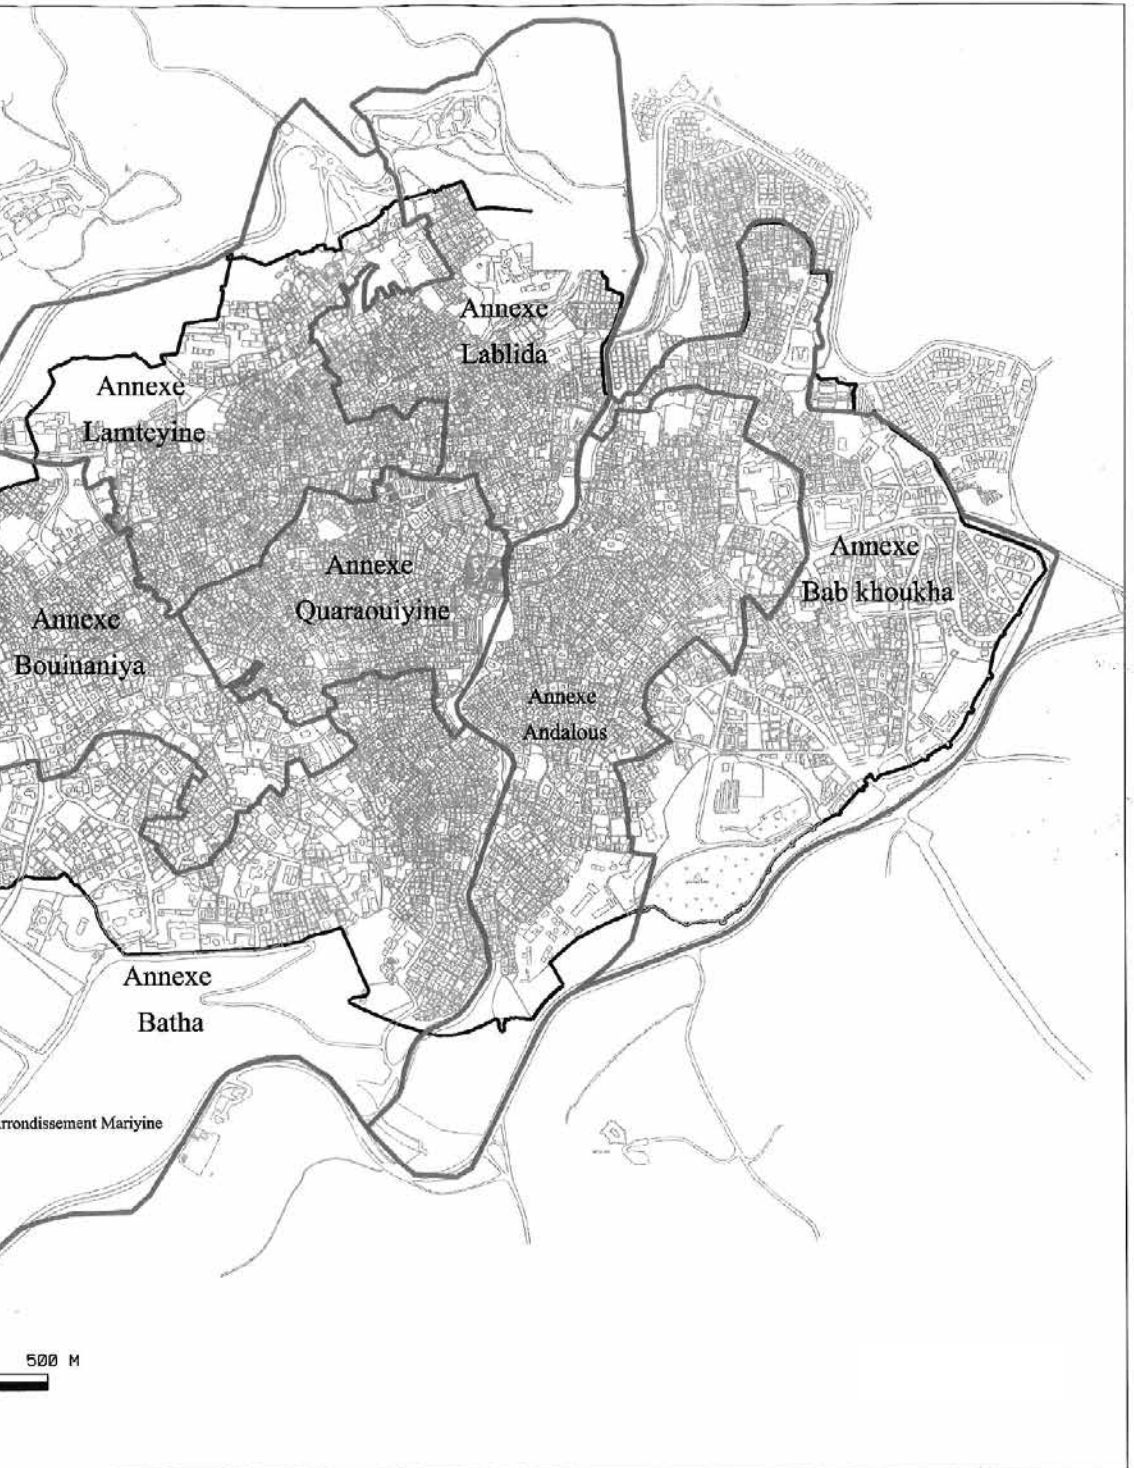 Annexe
Lablida
Annexe
Lamteyine
Annexe
Bab khoukha
Annexe
Quaraouiyine
Annexe
Bouinaniya
Annexe
Andalous
Annexe
Batha
rrondissement Mariyine
500 M